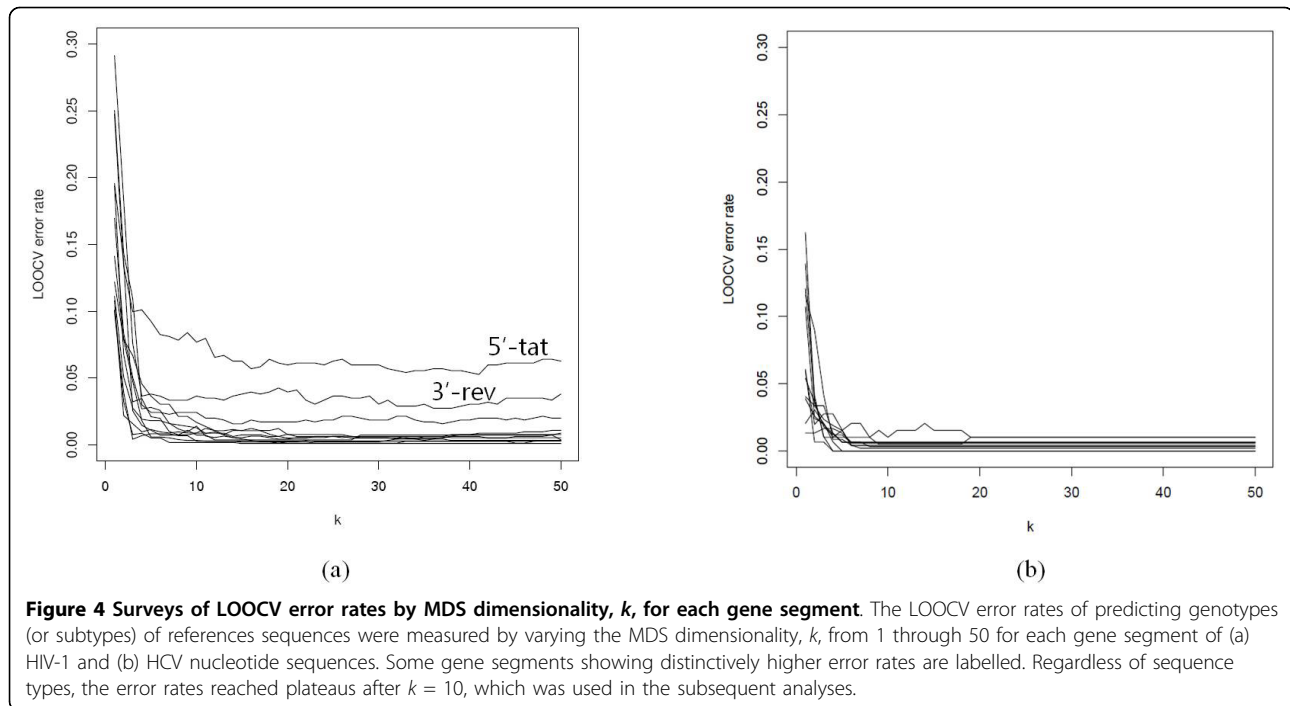 0.30
0.25
0.20
0.15
0.10
0.05
0.00
LOOCV error rate
5'-tat
3'-rev
0 10 20 30 40 50
k
(a)
0.30
0.25
0.20
0.15
0.10
0.05
0.00
LOOCV error rate
0 10 20 30 40 50
k
(b)
Figure 4 Surveys of LOOCV error rates by MDS dimensionality, k, for each gene segment. The LOOCV error rates of predicting genotypes
(or subtypes) of references sequences were measured by varying the MDS dimensionality, k, from 1 through 50 for each gene segment of (a)
HIV-1 and (b) HCV nucleotide sequences. Some gene segments showing distinctively higher error rates are labelled. Regardless of sequence
types, the error rates reached plateaus after k = 10, which was used in the subsequent analyses.